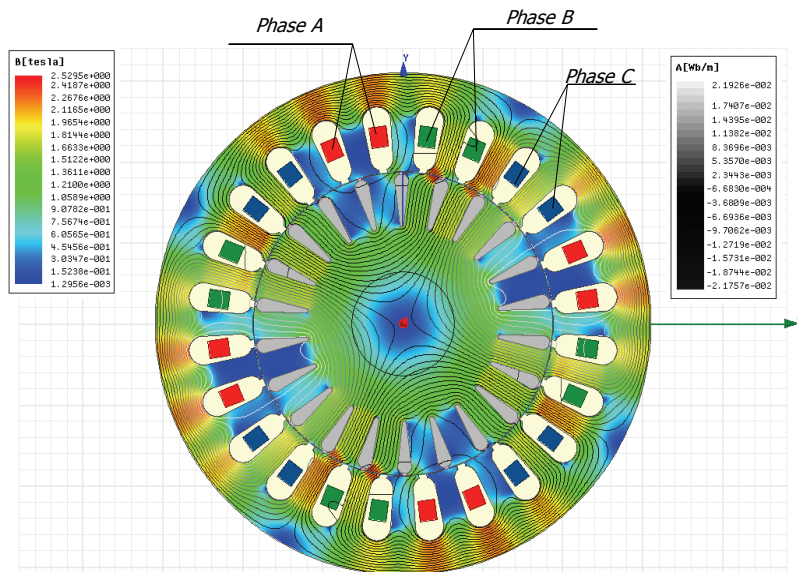 Phase A
Phase B
Phase C
Y
B[tesla]
2.5295e+000
2.4187e+000
2.2676e+000
2.1165e+000
1.9654e+000
1.8144e+000
1.6633e+000
1.5122e+000
1.3611e+000
1.2100e+000
1.0589e+000
9.0782e-001
7.5674e-001
6.0565e-001
4.5456e-001
3.0347e-001
1.5238e-001
1.2956e-003
A[Wb/m]
2.1926e-002
1.7407e-002
1.4395e-002
1.1382e-002
8.3696e-003
5.3570e-003
2.3443e-003
-6.6830e-004
-3.6809e-003
-6.6936e-003
-9.7062e-003
-1.2719e-002
-1.5731e-002
-1.8744e-002
-2.1757e-002